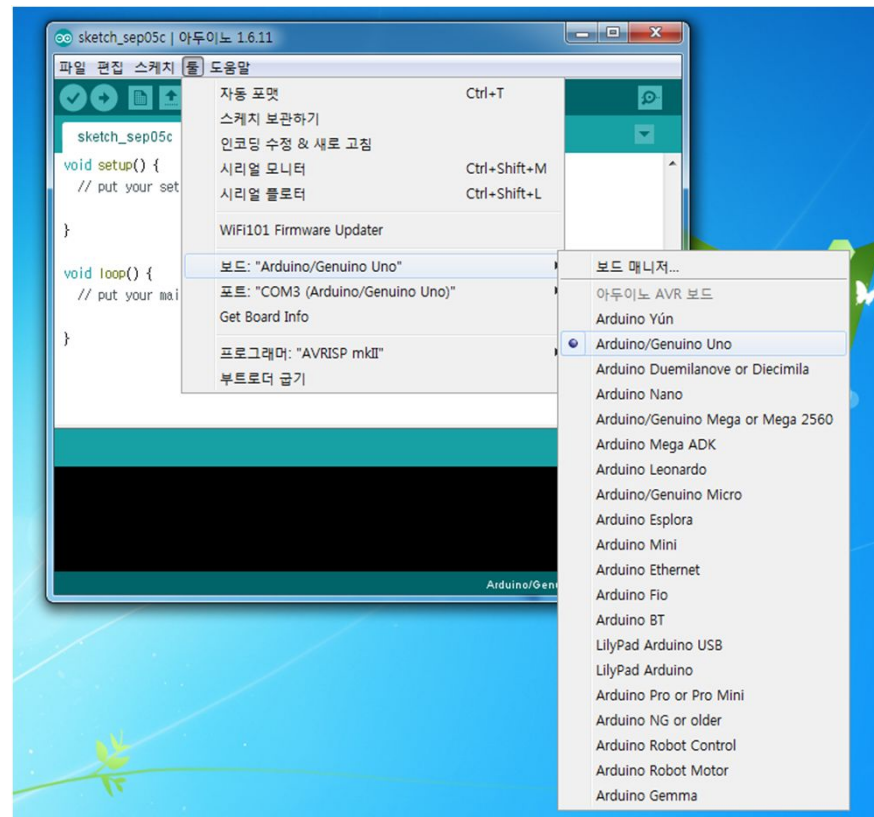 sketch_sep05c | 아두이노 1.6.11
파일 편집 스케치 툴 도움말
sketch_sep05c
void setup() {
// put your set
}
void loop() {
// put your mai
}
자동 포맷 Ctrl+T
스케치 보관하기
인코딩 수정 & 새로 고침
시리얼 모니터 Ctrl+Shift+M
시리얼 플로터 Ctrl+Shift+L
WiFi101 Firmware Updater
보드: "Arduino/Genuino Uno"
포트: "COM3 (Arduino/Genuino Uno)"
Get Board Info
프로그래머: "AVRISP mkII"
부트로더 굽기
보드 매니저...
아두이노 AVR 보드
Arduino Yún
Arduino/Genuino Uno
Arduino Duemilanove or Diecimila
Arduino Nano
Arduino/Genuino Mega or Mega 2560
Arduino Mega ADK
Arduino Leonardo
Arduino/Genuino Micro
Arduino Esplora
Arduino Mini
Arduino Ethernet
Arduino Fio
Arduino BT
LilyPad Arduino USB
LilyPad Arduino
Arduino Pro or Pro Mini
Arduino NG or older
Arduino Robot Control
Arduino Robot Motor
Arduino Gemma
Arduino/Gen